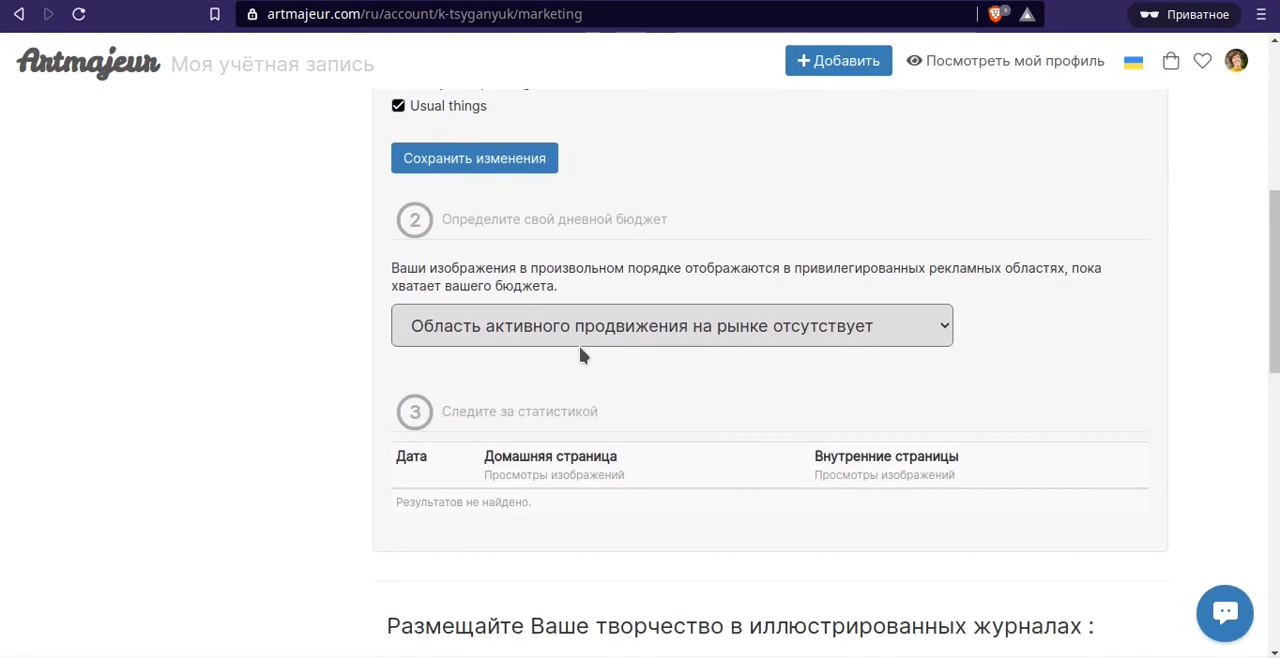 artmajeur.com/ru/account/k-tsyganyuk/marketing
Приватное
Artmajeur Моя учётная запись
Добавить
Посмотреть мой профиль
Usual things
Сохранить изменения
2 Определите свой дневной бюджет
Ваши изображения в произвольном порядке отображаются в привилегированных рекламных областях, пока
хватает вашего бюджета.
Область активного продвижения на рынке отсутствует
3 Следите за статистикой
Дата Домашняя страница Внутренние страницы
Просмотры изображений Просмотры изображений
Результатов не найдено.
Размещайте Ваше творчество в иллюстрированных журналах :